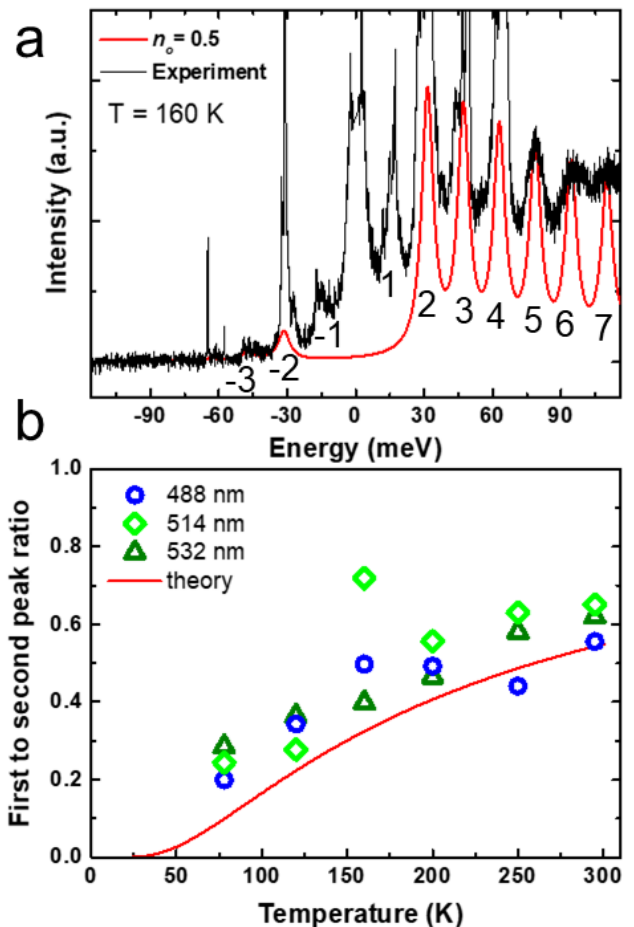 a
n_o = 0.5
Experiment
T = 160 K
Intensity (a.u.)
-3
-2
-1
1
2
3
4
5
6
7
-90
-60
-30
0
30
60
90
Energy (meV)
b
1.0
0.8
0.6
0.4
0.2
0.0
488 nm
514 nm
532 nm
theory
First to second peak ratio
0
50
100
150
200
250
300
Temperature (K)